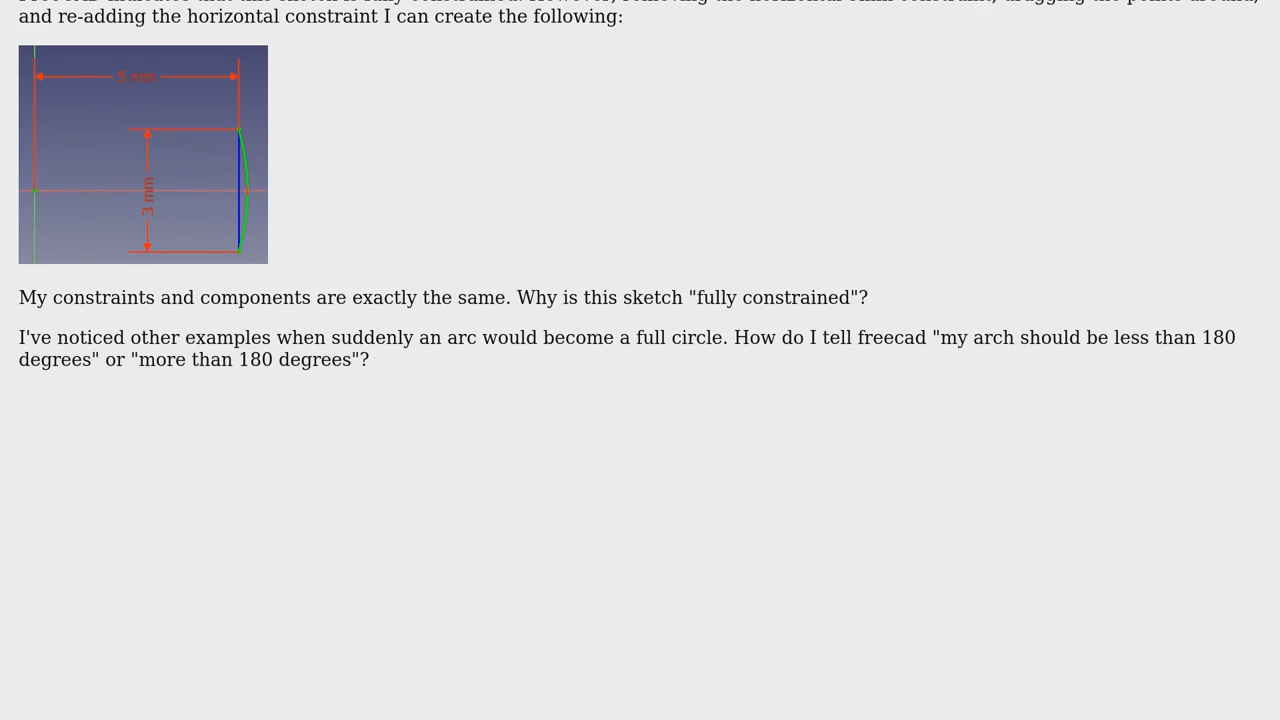 and re-adding the horizontal constraint I can create the following:
5 mm
3 mm
My constraints and components are exactly the same. Why is this sketch "fully constrained"?
I've noticed other examples when suddenly an arc would become a full circle. How do I tell freecad "my arch should be less than 180
degrees" or "more than 180 degrees"?